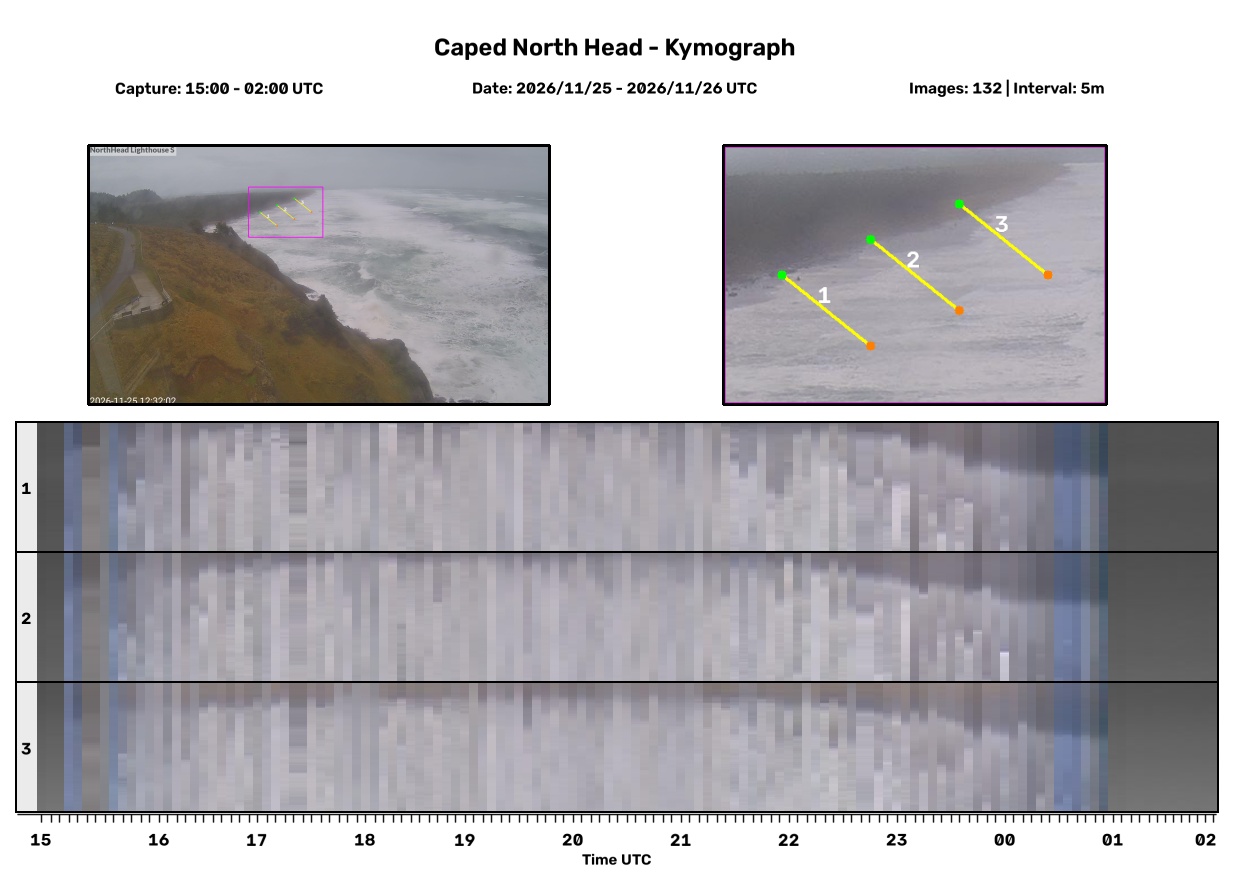 Caped North Head - Kymograph
Capture: 15:00 - 02:00 UTC
Date: 2026/11/25 - 2026/11/26 UTC
Images: 132 | Interval: 5m
NorthHead Lighthouse S
2026-11-25 12:32:02
1
2
3
1
2
3
15 16 17 18 19 20 21 22 23 00 01 02
Time UTC